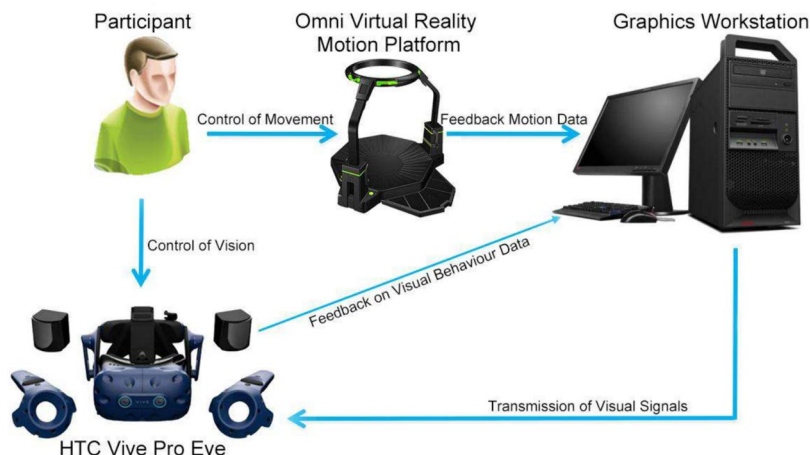 Participant
Omni Virtual Reality
Motion Platform
Graphics Workstation
Control of Movement
Feedback Motion Data
Control of Vision
Feedback on Visual Behaviour Data
Transmission of Visual Signals
HTC Vive Pro Eye